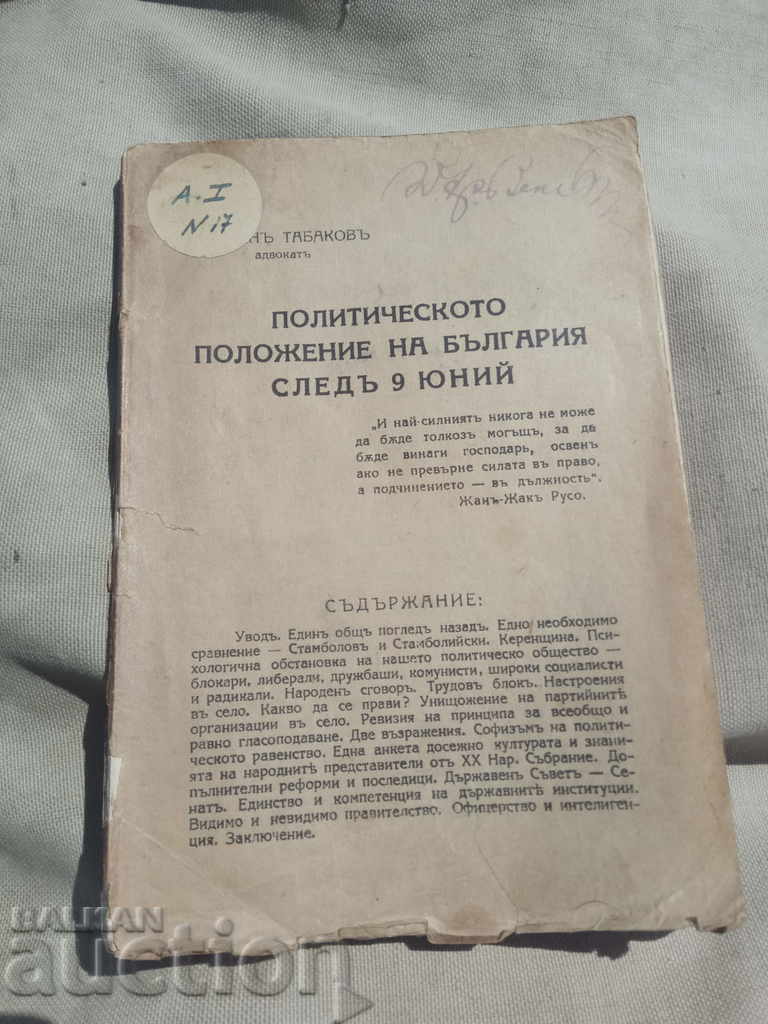 А.I
N 17
нъ Табаковъ
адвокатъ
ПОЛИТИЧЕСКОТО
ПОЛОЖЕНИЕ НА БЪЛГАРИЯ
СЛЕДЪ 9 ЮНИЙ
„И най-силниятъ никога не може
да бѫде толкозъ могъщъ, за да
бѫде винаги господарь, освенъ
ако не превърне силата въ право,
а подчинението — въ дължность“.
Жанъ-Жакъ Русо.
СЪДЪРЖАНИЕ:
Уводъ. Единъ общъ погледъ назадъ. Едно необходимо
сравнение — Стамболовъ и Стамболийски. Керенщина. Пси-
хологична обстановка на нашето политическо общество —
блокари, либерали, дружбаши, комунисти, широки социалисти
и радикали. Народенъ сговоръ. Трудовъ блокъ. Настроения
въ село. Какво да се прави? Унищожение на партийнитѣ
организации въ село. Ревизия на принципа за всеобщо и
равно гласоподаване. Две възражения. Софизъмъ на полити-
ческото равенство. Една анкета досежно културата и знани-
ята на народнитѣ представители отъ XX Нар. Събрание. До-
пълнителни реформи и последици. Държавенъ Съветъ — Се-
натъ. Единство и компетенция на държавнитѣ институции.
Видимо и невидимо правителство. Офицерство и интелиген-
ция. Заключение.
BALKAN
auction